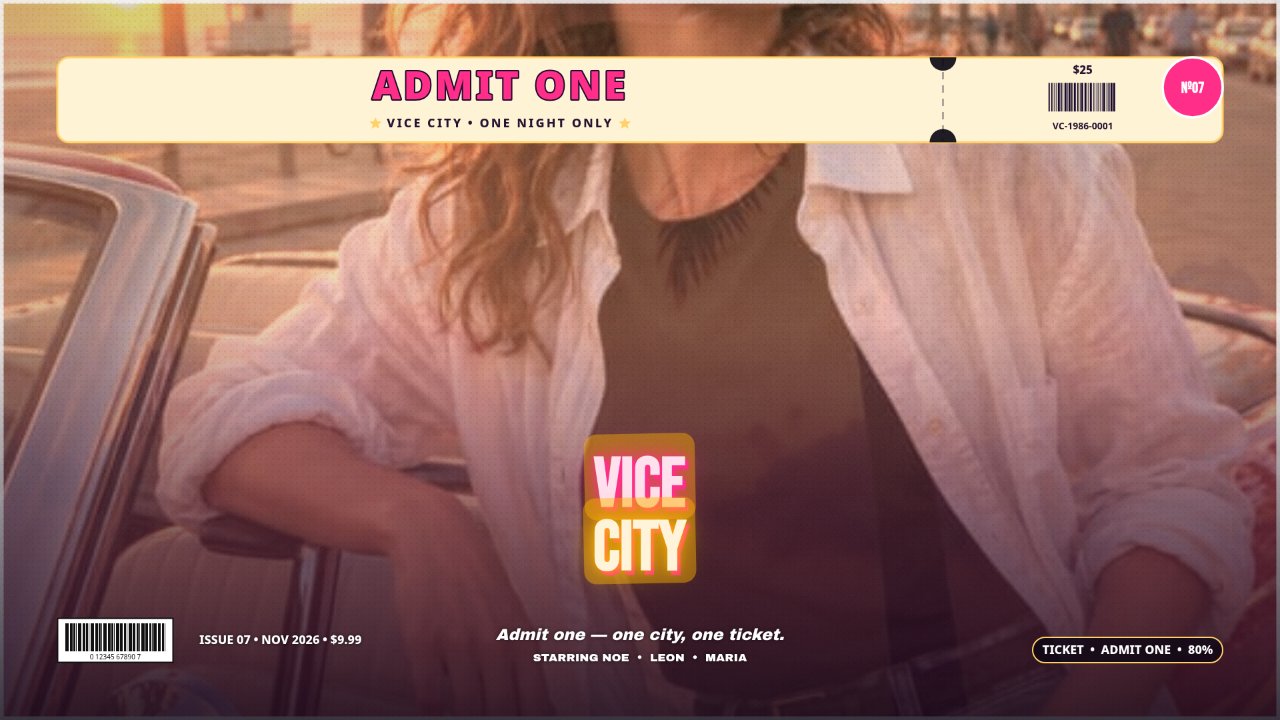 ADMIT ONE
⭐ VICE CITY • ONE NIGHT ONLY ⭐
$25
VC-1986-0001
Nº07
VICE
CITY
0 12345 67890 7
ISSUE 07 • NOV 2026 • $9.99
Admit one — one city, one ticket.
STARRING NOE • LEON • MARIA
TICKET • ADMIT ONE • 80%